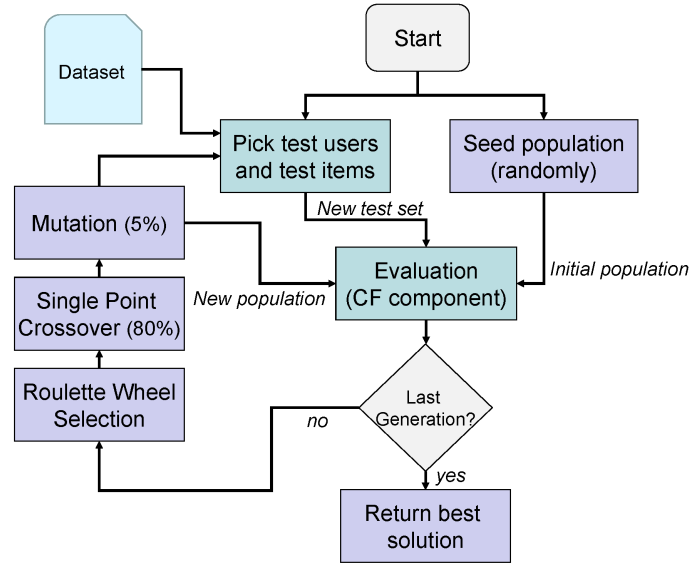 Start
Dataset
Pick test users
and test items
Seed population
(randomly)
New test set
Mutation (5%)
Evaluation
(CF component)
Initial population
New population
Single Point
Crossover (80%)
Roulette Wheel
Selection
Last
Generation?
no
yes
Return best
solution